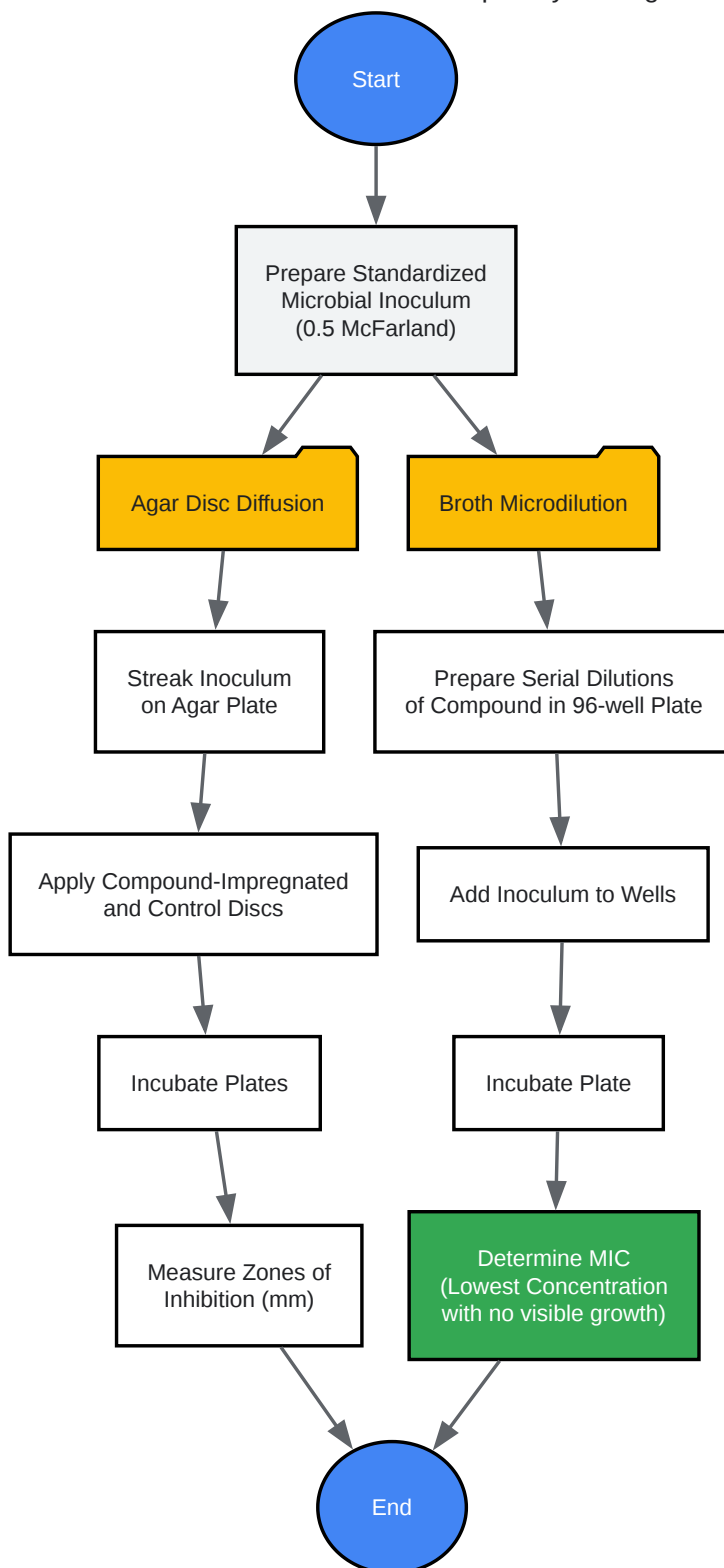 Start
Prepare Standardized
Microbial Inoculum
(0.5 McFarland)
Agar Disc Diffusion
Broth Microdilution
Streak Inoculum
on Agar Plate
Prepare Serial Dilutions
of Compound in 96-well Plate
Apply Compound-Impregnated
and Control Discs
Add Inoculum to Wells
Incubate Plates
Incubate Plate
Measure Zones of
Inhibition (mm)
Determine MIC
(Lowest Concentration
with no visible growth)
End